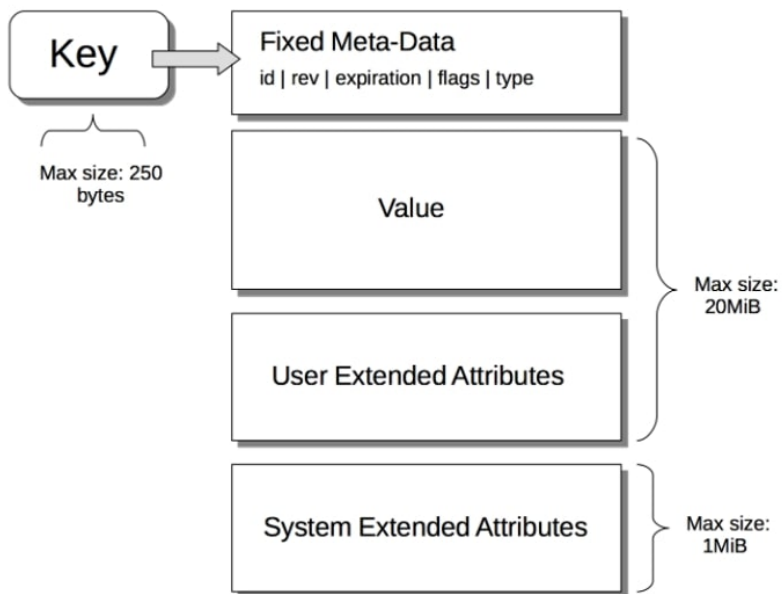 Key
Fixed Meta-Data
id | rev | expiration | flags | type
Max size: 250
bytes
Value
Max size:
20MiB
User Extended Attributes
System Extended Attributes
Max size:
1MiB